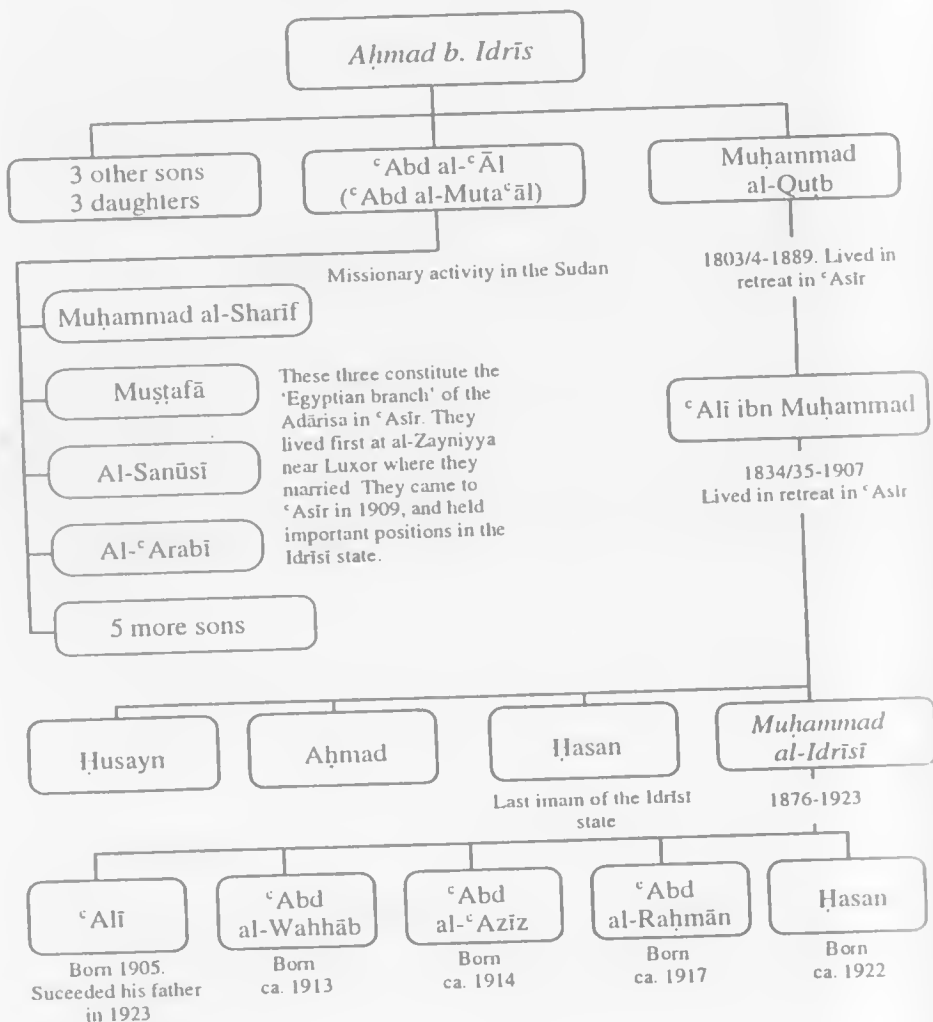 Aḥmad b. Idrīs
3 other sons
3 daughters
ᶜAbd al-ᶜĀl
(ᶜAbd al-Mutaᶜāl)
Muḥammad
al-Quṭb
Missionary activity in the Sudan
1803/4-1889. Lived in
retreat in ᶜAsīr
Muḥammad al-Sharīf
Muṣṭafā
Al-Sanūsī
Al-ᶜArabī
5 more sons
These three constitute the
'Egyptian branch' of the
Adārisa in ᶜAsīr. They
lived first at al-Zayniyya
near Luxor where they
married They came to
ᶜAsīr in 1909, and held
important positions in the
Idrīsī state.
ᶜAlī ibn Muḥammad
1834/35-1907
Lived in retreat in ᶜAsīr
Ḥusayn
Aḥmad
Ḥasan
Last imam of the Idrīsī
state
Muḥammad
al-Idrīsī
1876-1923
ᶜAlī
Born 1905.
Suceeded his father
in 1923
ᶜAbd
al-Wahhāb
Born
ca. 1913
ᶜAbd
al-ᶜAzīz
Born
ca. 1914
ᶜAbd
al-Raḥmān
Born
ca. 1917
Ḥasan
Born
ca. 1922